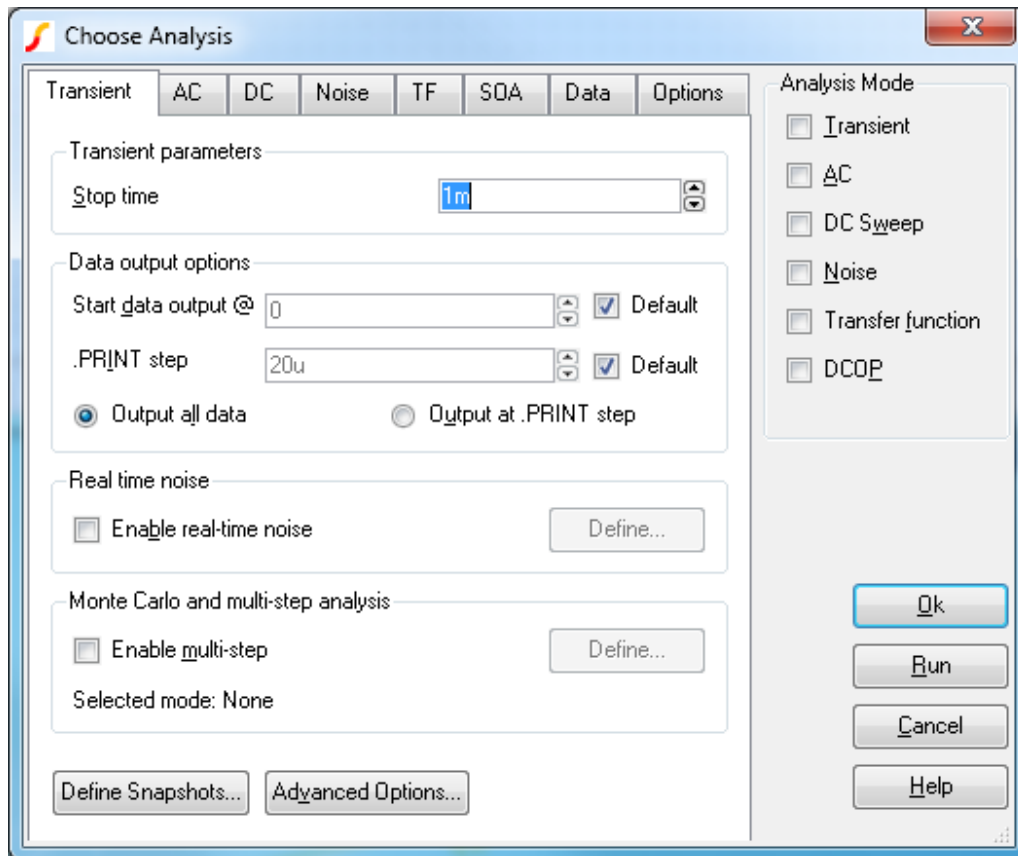 Choose Analysis
Transient AC DC Noise TF SOA Data Options
Transient parameters
Stop time 1m
Data output options
Start data output @ 0 Default
.PRINT step 20u Default
Output all data Output at .PRINT step
Real time noise
Enable real-time noise Define...
Monte Carlo and multi-step analysis
Enable multi-step Define...
Selected mode: None
Define Snapshots... Advanced Options...
Analysis Mode
Transient
AC
DC Sweep
Noise
Transfer function
DCOP
Ok
Run
Cancel
Help